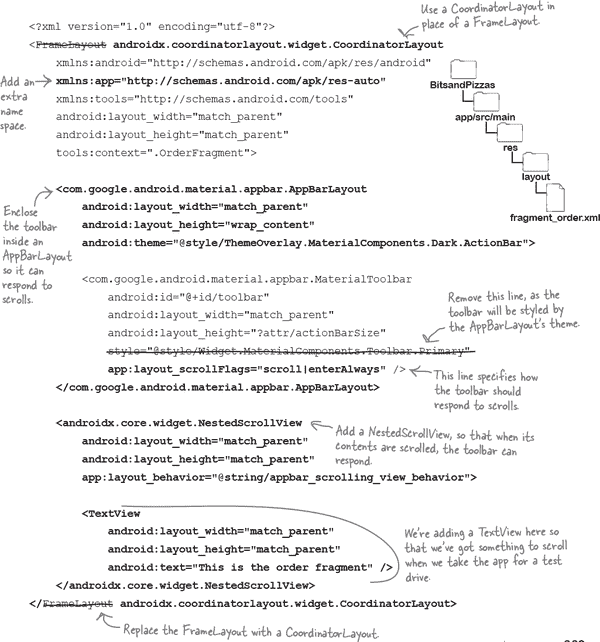 Use a CoordinatorLayout in
place of a FrameLayout.
<?xml version="1.0" encoding="utf-8"?>
<FrameLayout androidx.coordinatorlayout.widget.CoordinatorLayout
xmlns:android="http://schemas.android.com/apk/res/android"
Add an
extra
name
space.
xmlns:app="http://schemas.android.com/apk/res-auto"
xmlns:tools="http://schemas.android.com/tools"
android:layout_width="match_parent"
android:layout_height="match_parent"
tools:context=".OrderFragment">
BitsandPizzas
app/src/main
res
layout
fragment_order.xml
Enclose
the toolbar
inside an
AppBarLayout
so it can
respond to
scrolls.
<com.google.android.material.appbar.AppBarLayout
android:layout_width="match_parent"
android:layout_height="wrap_content"
android:theme="@style/ThemeOverlay.MaterialComponents.Dark.ActionBar">
<com.google.android.material.appbar.MaterialToolbar
android:id="@+id/toolbar"
android:layout_width="match_parent"
android:layout_height="?attr/actionBarSize"
style="@style/Widget.MaterialComponents.Toolbar.Primary"
Remove this line, as the
toolbar will be styled by
the AppBarLayout's theme.
app:layout_scrollFlags="scroll|enterAlways" />
This line specifies how
the toolbar should
respond to scrolls.
</com.google.android.material.appbar.AppBarLayout>
<androidx.core.widget.NestedScrollView
android:layout_width="match_parent"
android:layout_height="match_parent"
app:layout_behavior="@string/appbar_scrolling_view_behavior">
Add a NestedScrollView, so that when its
contents are scrolled, the toolbar can
respond.
<TextView
android:layout_width="match_parent"
android:layout_height="match_parent"
android:text="This is the order fragment" />
We're adding a TextView here so
that we've got something to scroll
when we take the app for a test
drive.
</androidx.core.widget.NestedScrollView>
</FrameLayout androidx.coordinatorlayout.widget.CoordinatorLayout>
Replace the FrameLayout with a CoordinatorLayout.